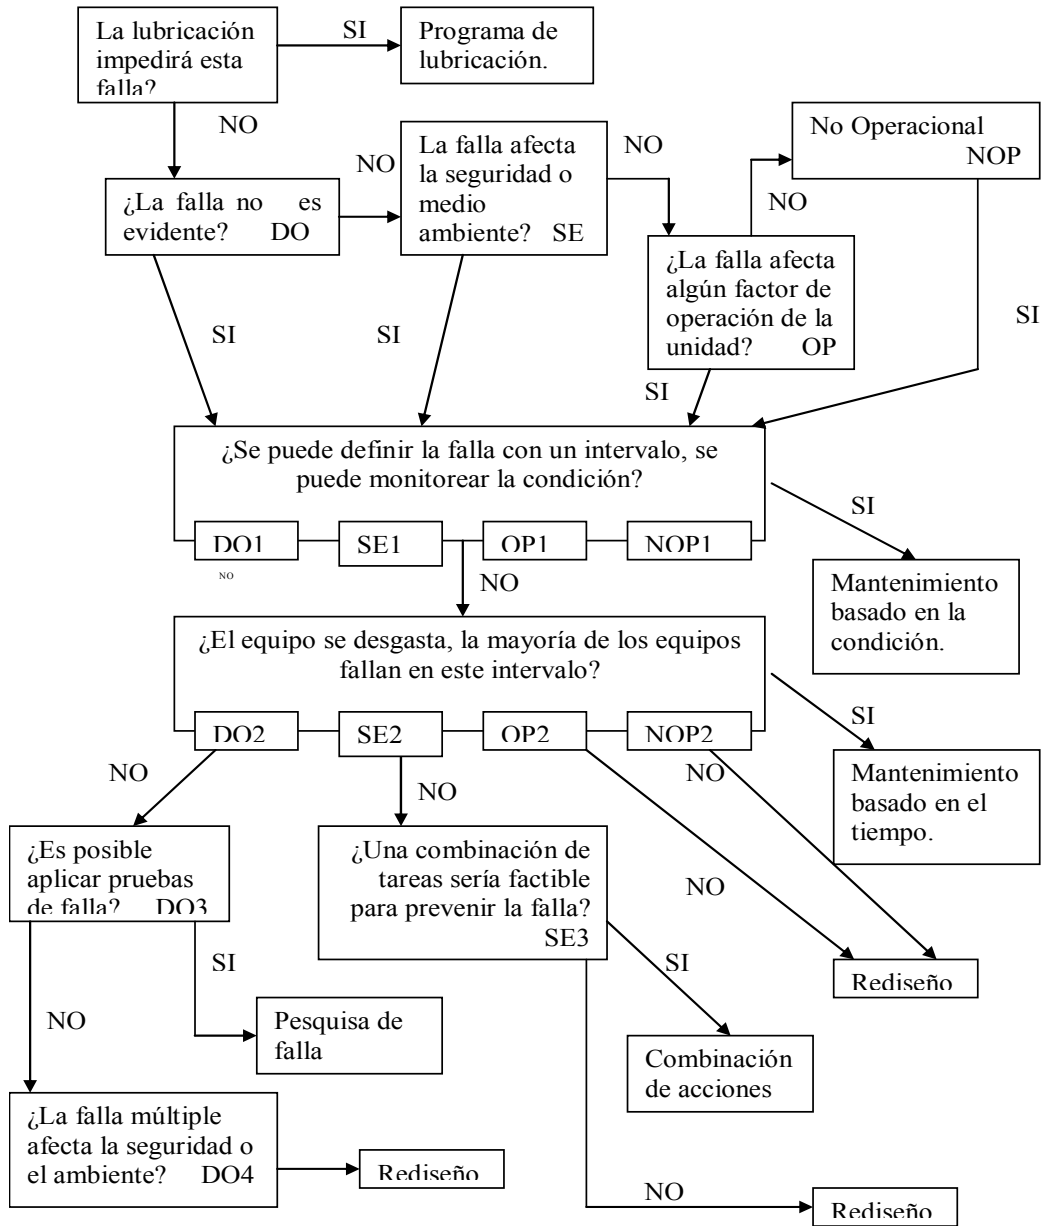 La lubricación
impedirá esta
falla?
SI
Programa de
lubricación.
NO
¿La falla no es
evidente? DO
NO
La falla afecta
la seguridad o
medio
ambiente? SE
NO
No Operacional
NOP
NO
¿La falla afecta
algún factor de
operación de la
unidad? OP
SI
SI
SI
SI
¿Se puede definir la falla con un intervalo, se
puede monitorear la condición?
DO1
SE1
OP1
NOP1
NO
NO
SI
Mantenimiento
basado en la
condición.
¿El equipo se desgasta, la mayoría de los equipos
fallan en este intervalo?
DO2
SE2
OP2
NOP2
SI
Mantenimiento
basado en el
tiempo.
NO
NO
NO
NO
¿Es posible
aplicar pruebas
de falla? DO3
¿Una combinación de
tareas sería factible
para prevenir la falla?
SE3
Rediseño
SI
SI
NO
Pesquisa de
falla
Combinación
de acciones
¿La falla múltiple
afecta la seguridad o
el ambiente? DO4
Rediseño
NO
Rediseño